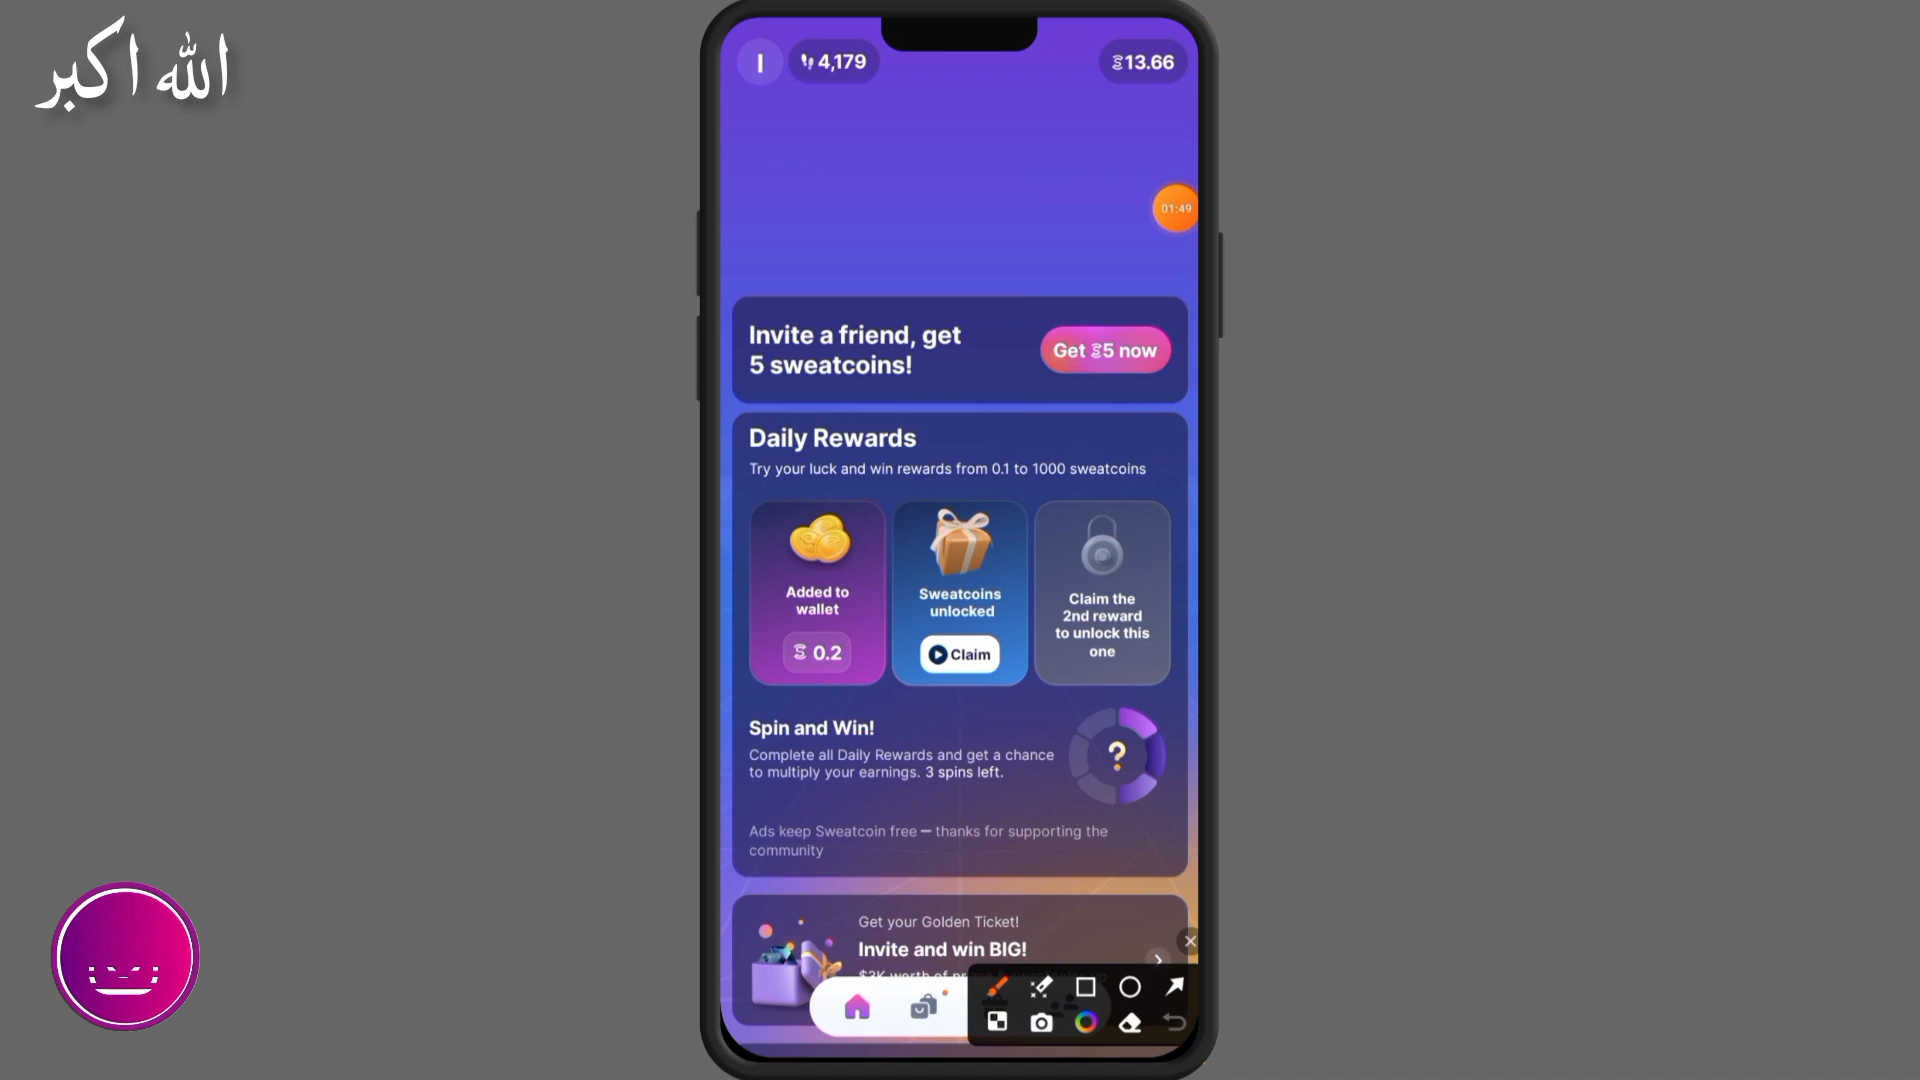 الله اكبر
4,179
13.66
01:49
Invite a friend, get
5 sweatcoins!
Get S5 now
Daily Rewards
Try your luck and win rewards from 0.1 to 1000 sweatcoins
Added to
wallet
S 0.2
Sweatcoins
unlocked
Claim
Claim the
2nd reward
to unlock this
one
Spin and Win!
Complete all Daily Rewards and get a chance
to multiply your earnings. 3 spins left.
?
Ads keep Sweatcoin free — thanks for supporting the
community
Get your Golden Ticket!
Invite and win BIG!
$3K worth of